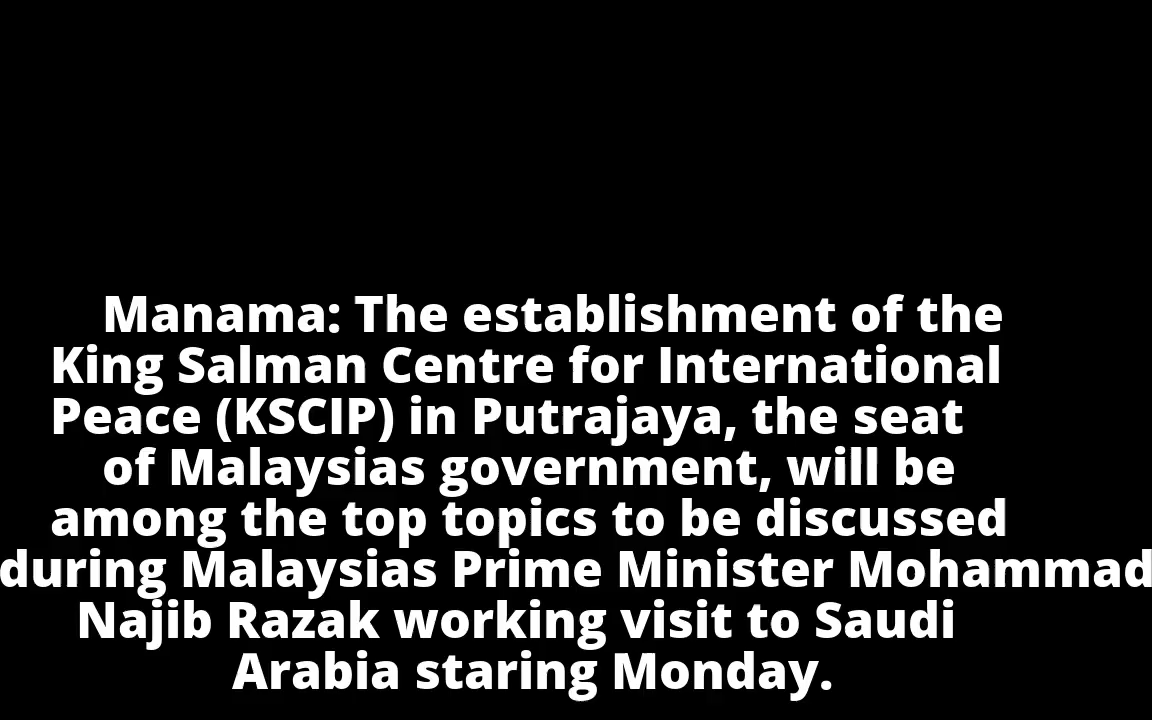 Manama: The establishment of the
King Salman Centre for International
Peace (KSCIP) in Putrajaya, the seat
of Malaysias government, will be
among the top topics to be discussed
during Malaysias Prime Minister Mohammad
Najib Razak working visit to Saudi
Arabia staring Monday.